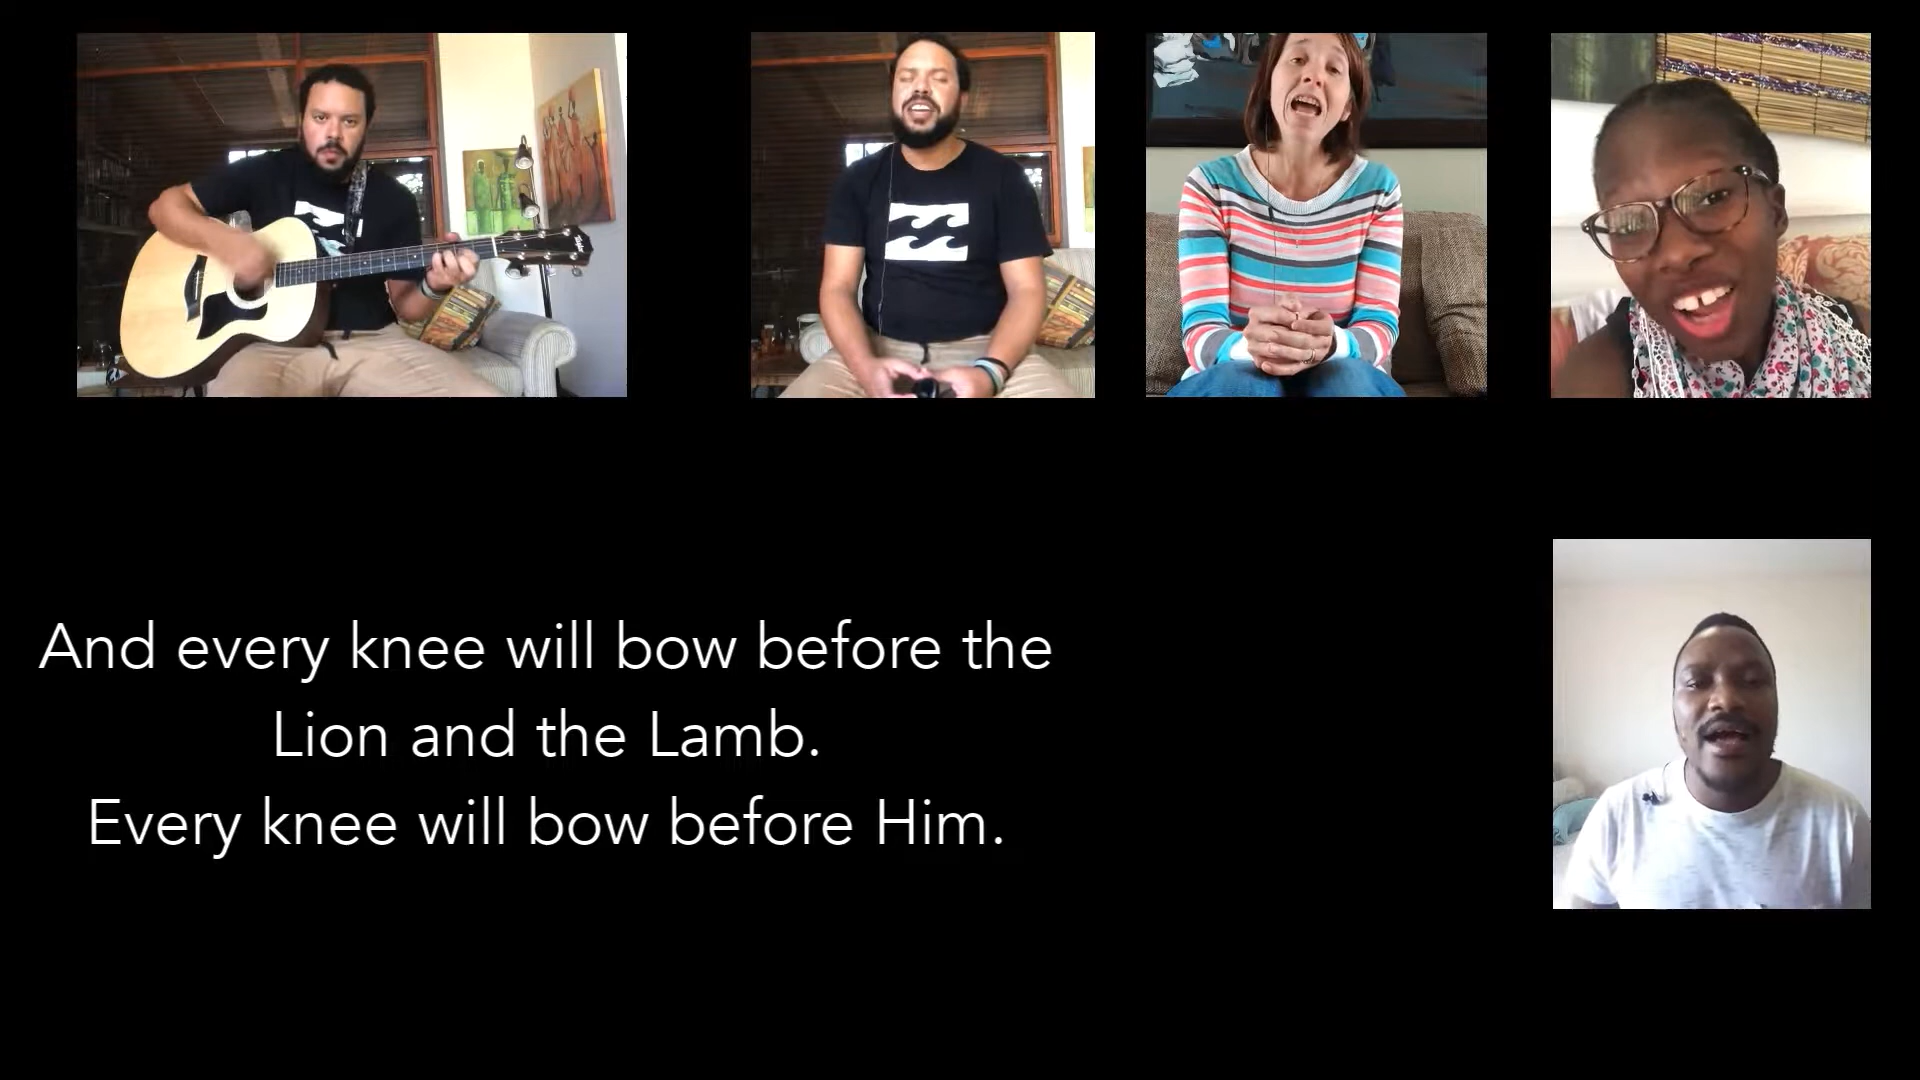 And every knee will bow before the
Lion and the Lamb.
Every knee will bow before Him.